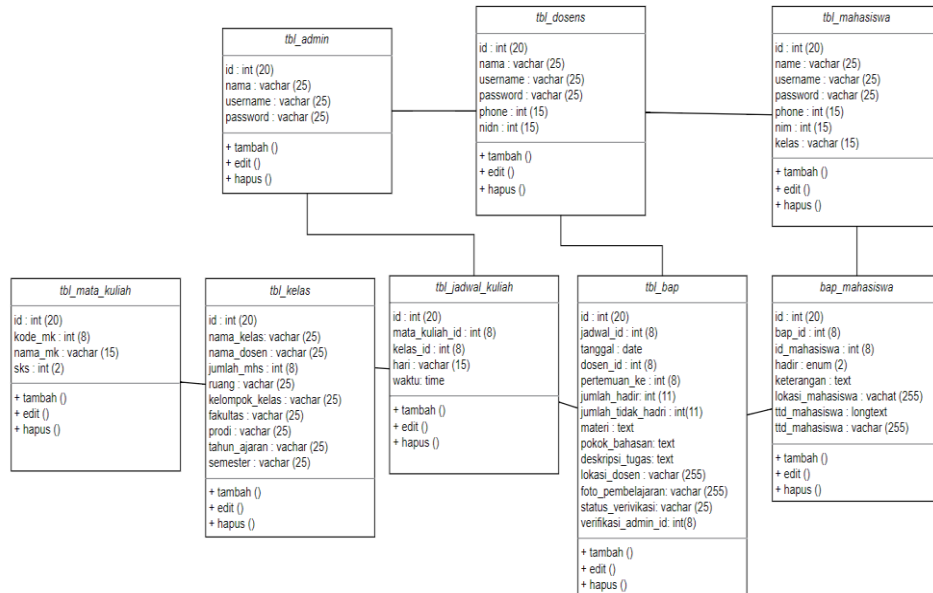 tbl_admin
id : int (20)
nama : vachar (25)
username : vachar (25)
password : vachar (25)
+ tambah ()
+ edit ()
+ hapus ()
tbl_dosens
id : int (20)
nama : vachar (25)
username : vachar (25)
password : vachar (25)
phone : int (15)
nidn : int (15)
+ tambah ()
+ edit ()
+ hapus ()
tbl_mahasiswa
id : int (20)
name : vachar (25)
username : vachar (25)
password : vachar (25)
phone : int (15)
nim : int (15)
kelas : vachar (15)
+ tambah ()
+ edit ()
+ hapus ()
tbl_mata_kuliah
id : int (20)
kode_mk : int (8)
nama_mk : vachar (15)
sks : int (2)
+ tambah ()
+ edit ()
+ hapus ()
tbl_kelas
id : int (20)
nama_kelas: vachar (25)
nama_dosen : vachar (25)
jumlah_mhs : int (8)
ruang : vachar (25)
kelompok_kelas : vachar (25)
fakultas : vachar (25)
prodi : vachar (25)
tahun_ajaran : vachar (25)
semester : vachar (25)
+ tambah ()
+ edit ()
+ hapus ()
tbl_jadwal_kuliah
id : int (20)
mata_kuliah_id : int (8)
kelas_id : int (8)
hari : vachar (15)
waktu: time
+ tambah ()
+ edit ()
+ hapus ()
tbl_bap
id : int (20)
jadwal_id : int (8)
tanggal : date
dosen_id : int (8)
pertemuan_ke : int (8)
jumlah_hadir: int (11)
jumlah_tidak_hadri : int(11)
materi : text
pokok_bahasan: text
deskripsi_tugas: text
lokasi_dosen : vachar (255)
foto_pembelajaran: vachar (255)
status_verivikasi: vachar (25)
verifikasi_admin_id: int(8)
+ tambah ()
+ edit ()
+ hapus ()
bap_mahasiswa
id : int (20)
bap_id : int (8)
id_mahasiswa : int (8)
hadir : enum (2)
keterangan : text
lokasi_mahasiswa : vachat (255)
ttd_mahasiswa : longtext
ttd_mahasiswa : vachar (255)
+ tambah ()
+ edit ()
+ hapus ()